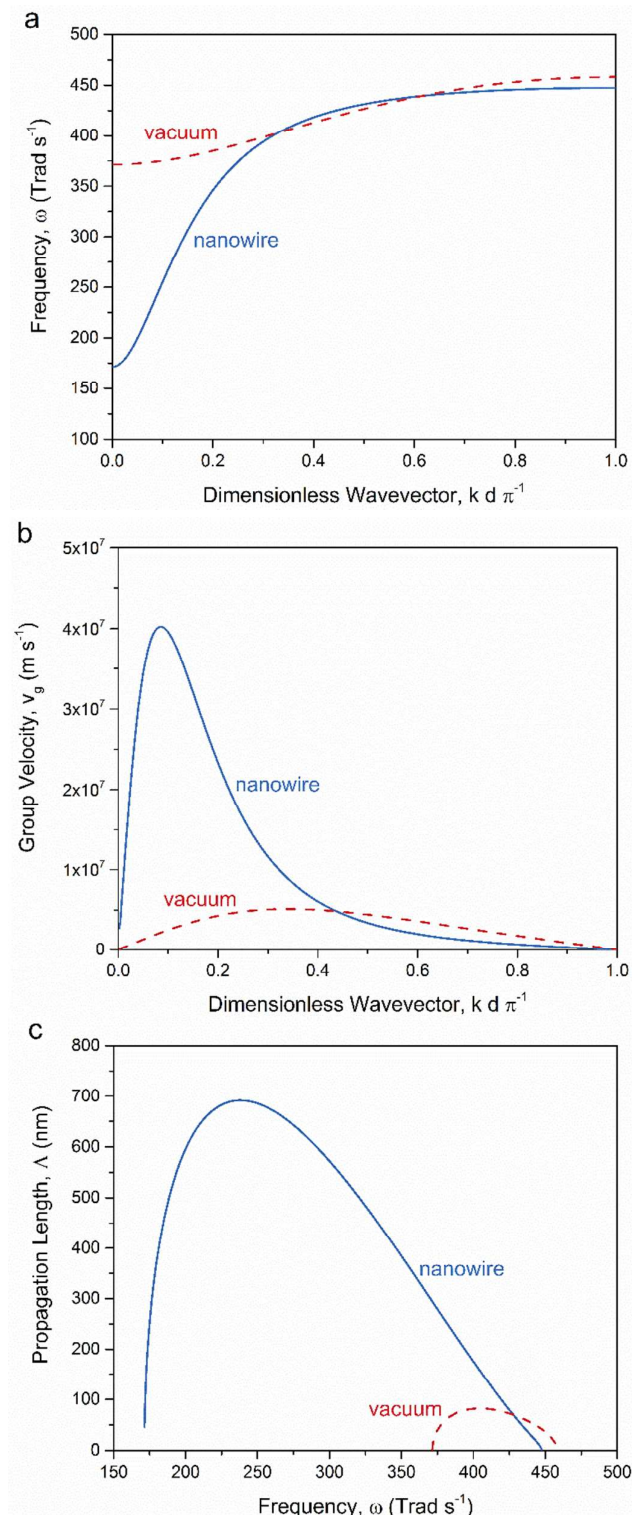 a
500
450
400
350
300
250
200
150
100
Frequency, ω (Trad s⁻¹)
vacuum
nanowire
0.0 0.2 0.4 0.6 0.8 1.0
Dimensionless Wavevector, k d π⁻¹
b
5x10⁷
4x10⁷
3x10⁷
2x10⁷
1x10⁷
0
Group Velocity, v_g (m s⁻¹)
nanowire
vacuum
0.0 0.2 0.4 0.6 0.8 1.0
Dimensionless Wavevector, k d π⁻¹
c
800
700
600
500
400
300
200
100
0
Propagation Length, Λ (nm)
nanowire
vacuum
150 200 250 300 350 400 450 500
Frequency, ω (Trad s⁻¹)